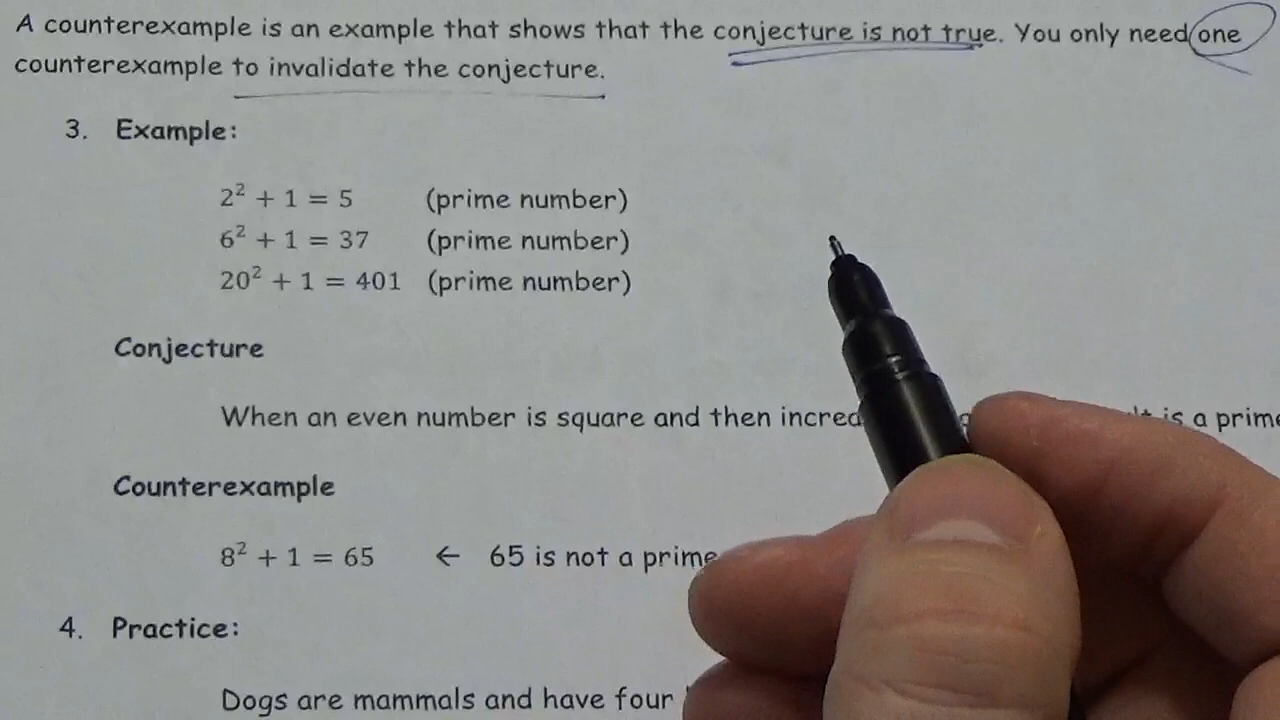 A counterexample is an example that shows that the conjecture is not true. You only need one
counterexample to invalidate the conjecture.
3. Example:
2² + 1 = 5 (prime number)
6² + 1 = 37 (prime number)
20² + 1 = 401 (prime number)
Conjecture
When an even number is square and then is a prime
Counterexample
8² + 1 = 65 ← 65 is not a prime
4. Practice:
Dogs are mammals and have four